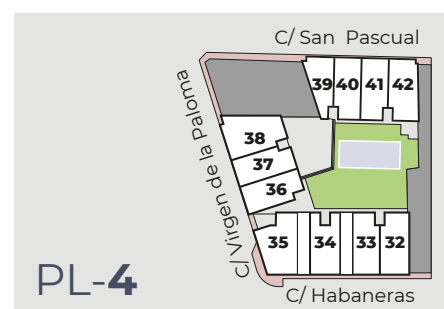 C/ San Pascual
39 40 41 42
C/ Virgen de la Paloma
38
37
36
35 34 33 32
PL-4
C/ Habaneras